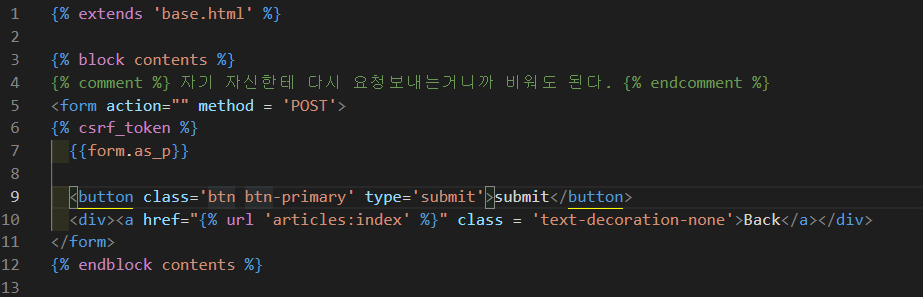 1 {% extends 'base.html' %}
2
3 {% block contents %}
4 {% comment %} 자기 자신한테 다시 요청보내는거니까 비워도 된다. {% endcomment %}
5 <form action="" method = 'POST'>
6 {% csrf_token %}
7 {{form.as_p}}
8
9 <button class='btn btn-primary' type='submit'>submit</button>
10 <div><a href="{% url 'articles:index' %}" class = 'text-decoration-none'>Back</a></div>
11 </form>
12 {% endblock contents %}
13